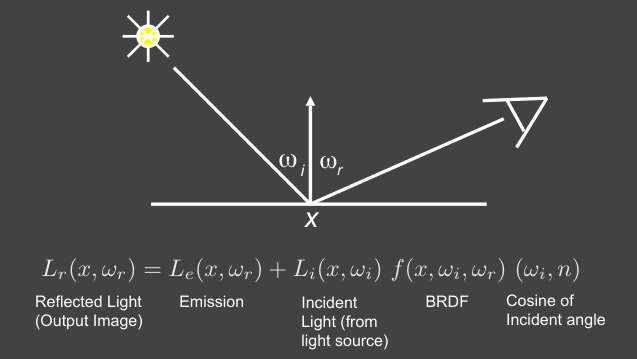 ωi ωr
x
Lr(x, ωr) = Le(x, ωr) + Li(x, ωi) f(x, ωi, ωr) (ωi, n)
Reflected Light
(Output Image)
Emission
Incident
Light (from
light source)
BRDF
Cosine of
Incident angle